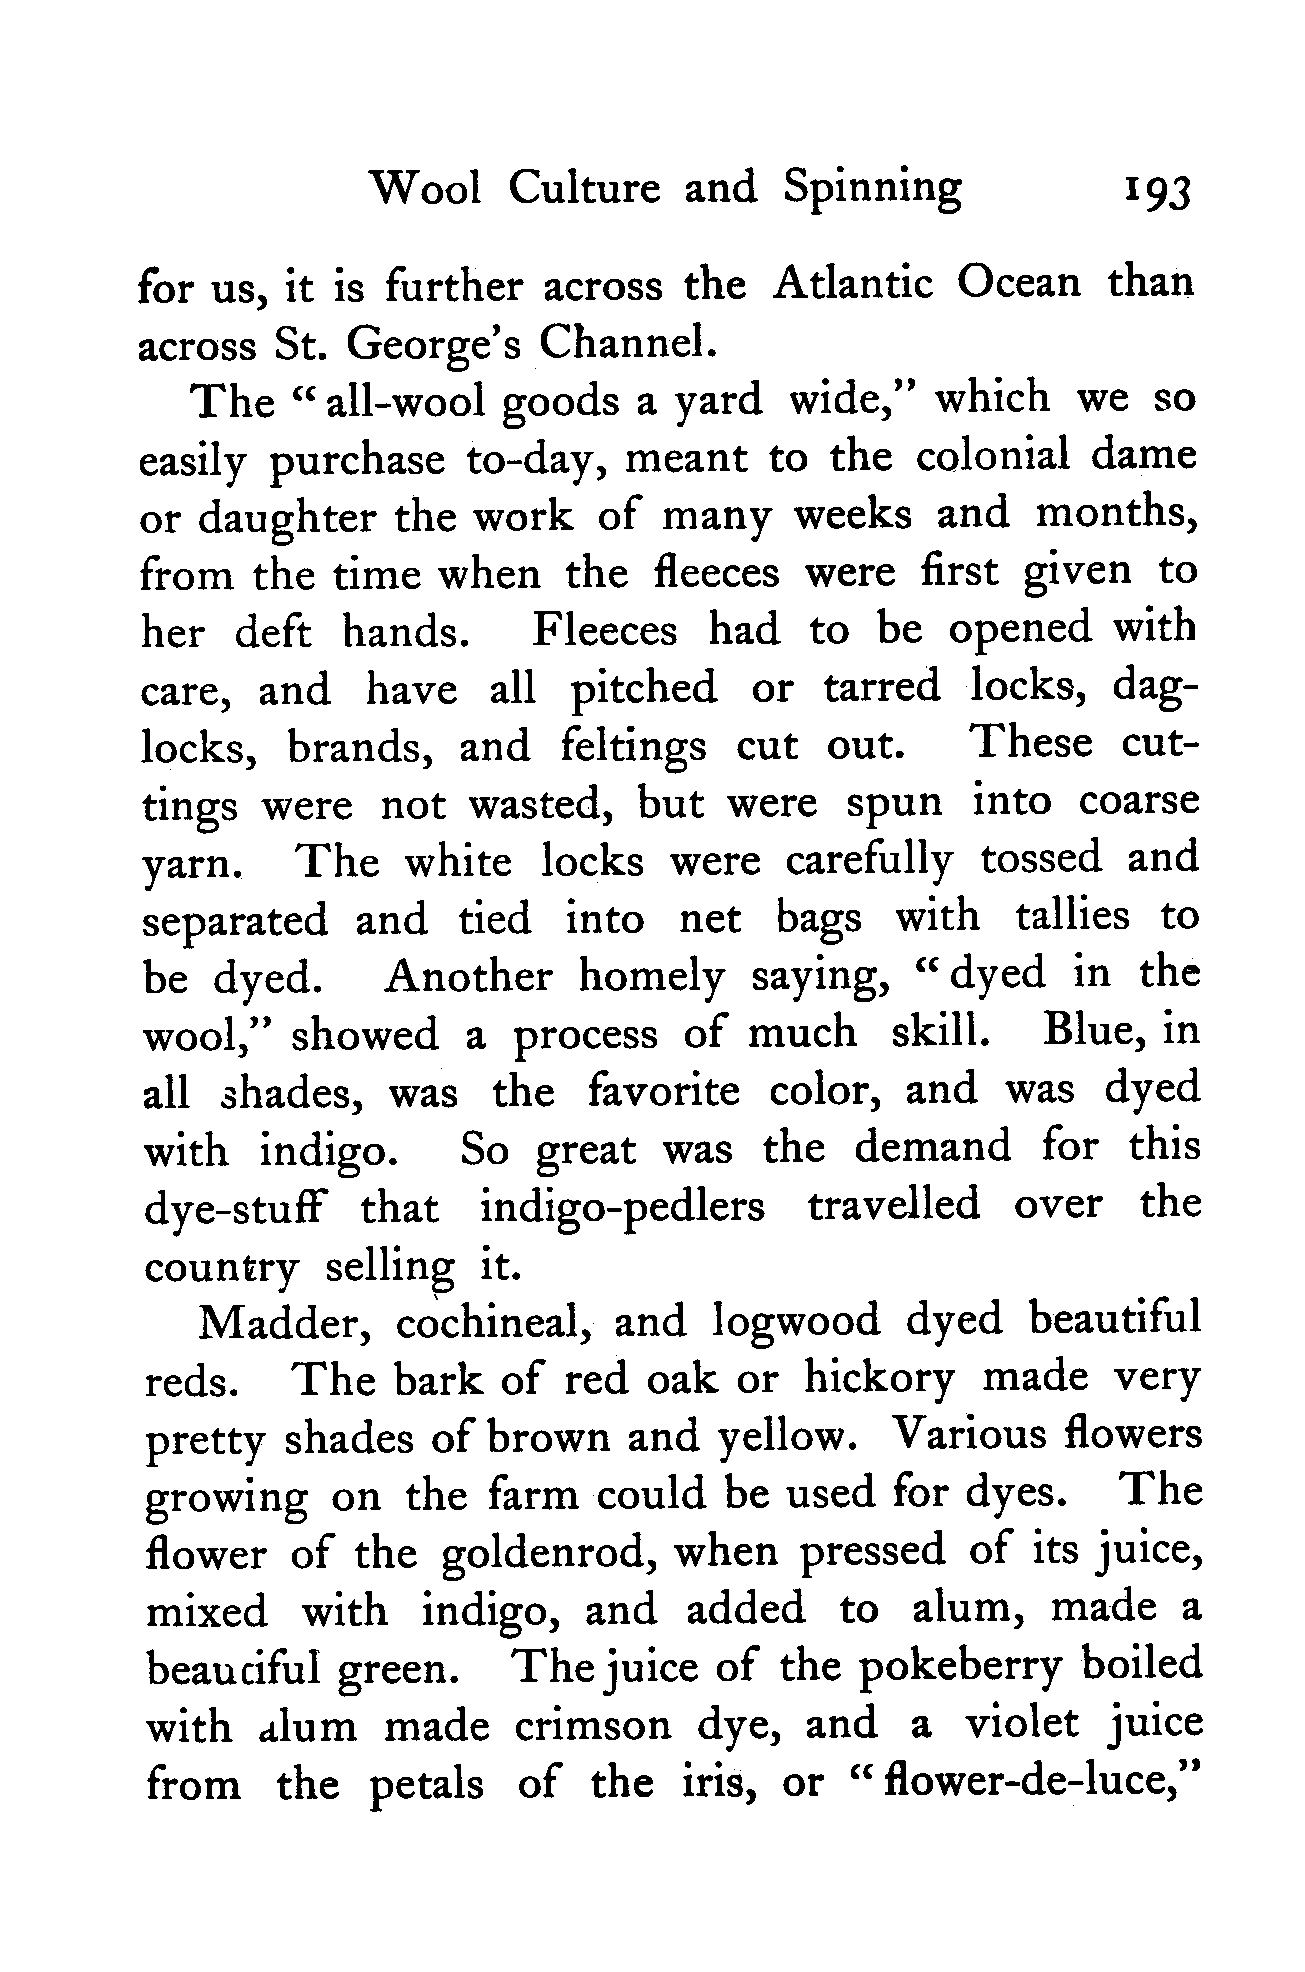 Wool Culture and Spinning 193
for us, it is further across the Atlantic Ocean than
across St. George's Channel.
The “all-wool goods a yard wide,” which we so
easily purchase to-day, meant to the colonial dame
or daughter the work of many weeks and months,
from the time when the fleeces were first given to
her deft hands. Fleeces had to be opened with
care, and have all pitched or tarred locks, dag-
locks, brands, and feltings cut out. These cut-
tings were not wasted, but were spun into coarse
yarn. The white locks were carefully tossed and
separated and tied into net bags with tallies to
be dyed. Another homely saying, “dyed in the
wool,” showed a process of much skill. Blue, in
all shades, was the favorite color, and was dyed
with indigo. So great was the demand for this
dye-stuff that indigo-pedlers travelled over the
country selling it.
Madder, cochineal, and logwood dyed beautiful
reds. The bark of red oak or hickory made very
pretty shades of brown and yellow. Various flowers
growing on the farm could be used for dyes. The
flower of the goldenrod, when pressed of its juice,
mixed with indigo, and added to alum, made a
beautiful green. The juice of the pokeberry boiled
with alum made crimson dye, and a violet juice
from the petals of the iris, or “flower-de-luce,”